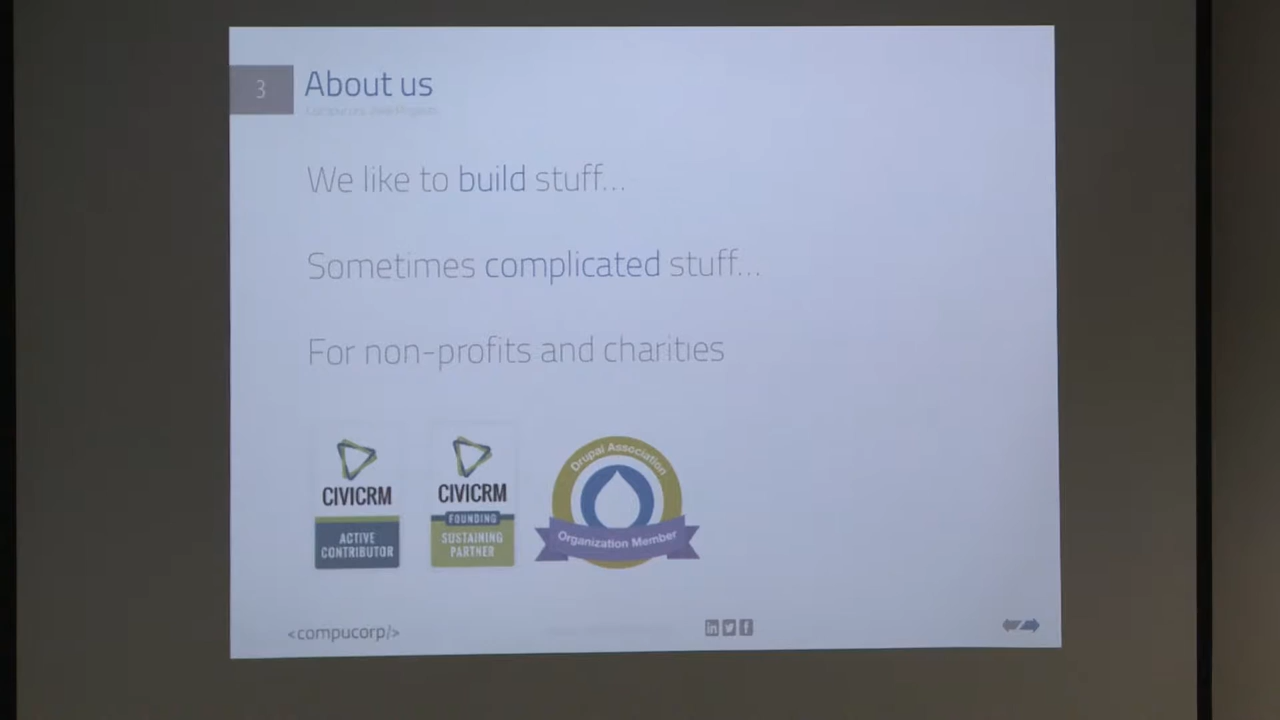 3
About us
We like to build stuff...
Sometimes complicated stuff...
For non-profits and charities
CIVICRM
ACTIVE
CONTRIBUTOR
CIVICRM
FOUNDING
SUSTAINING
PARTNER
Drupal Association
Organization Member
<compucorp/>
in
f